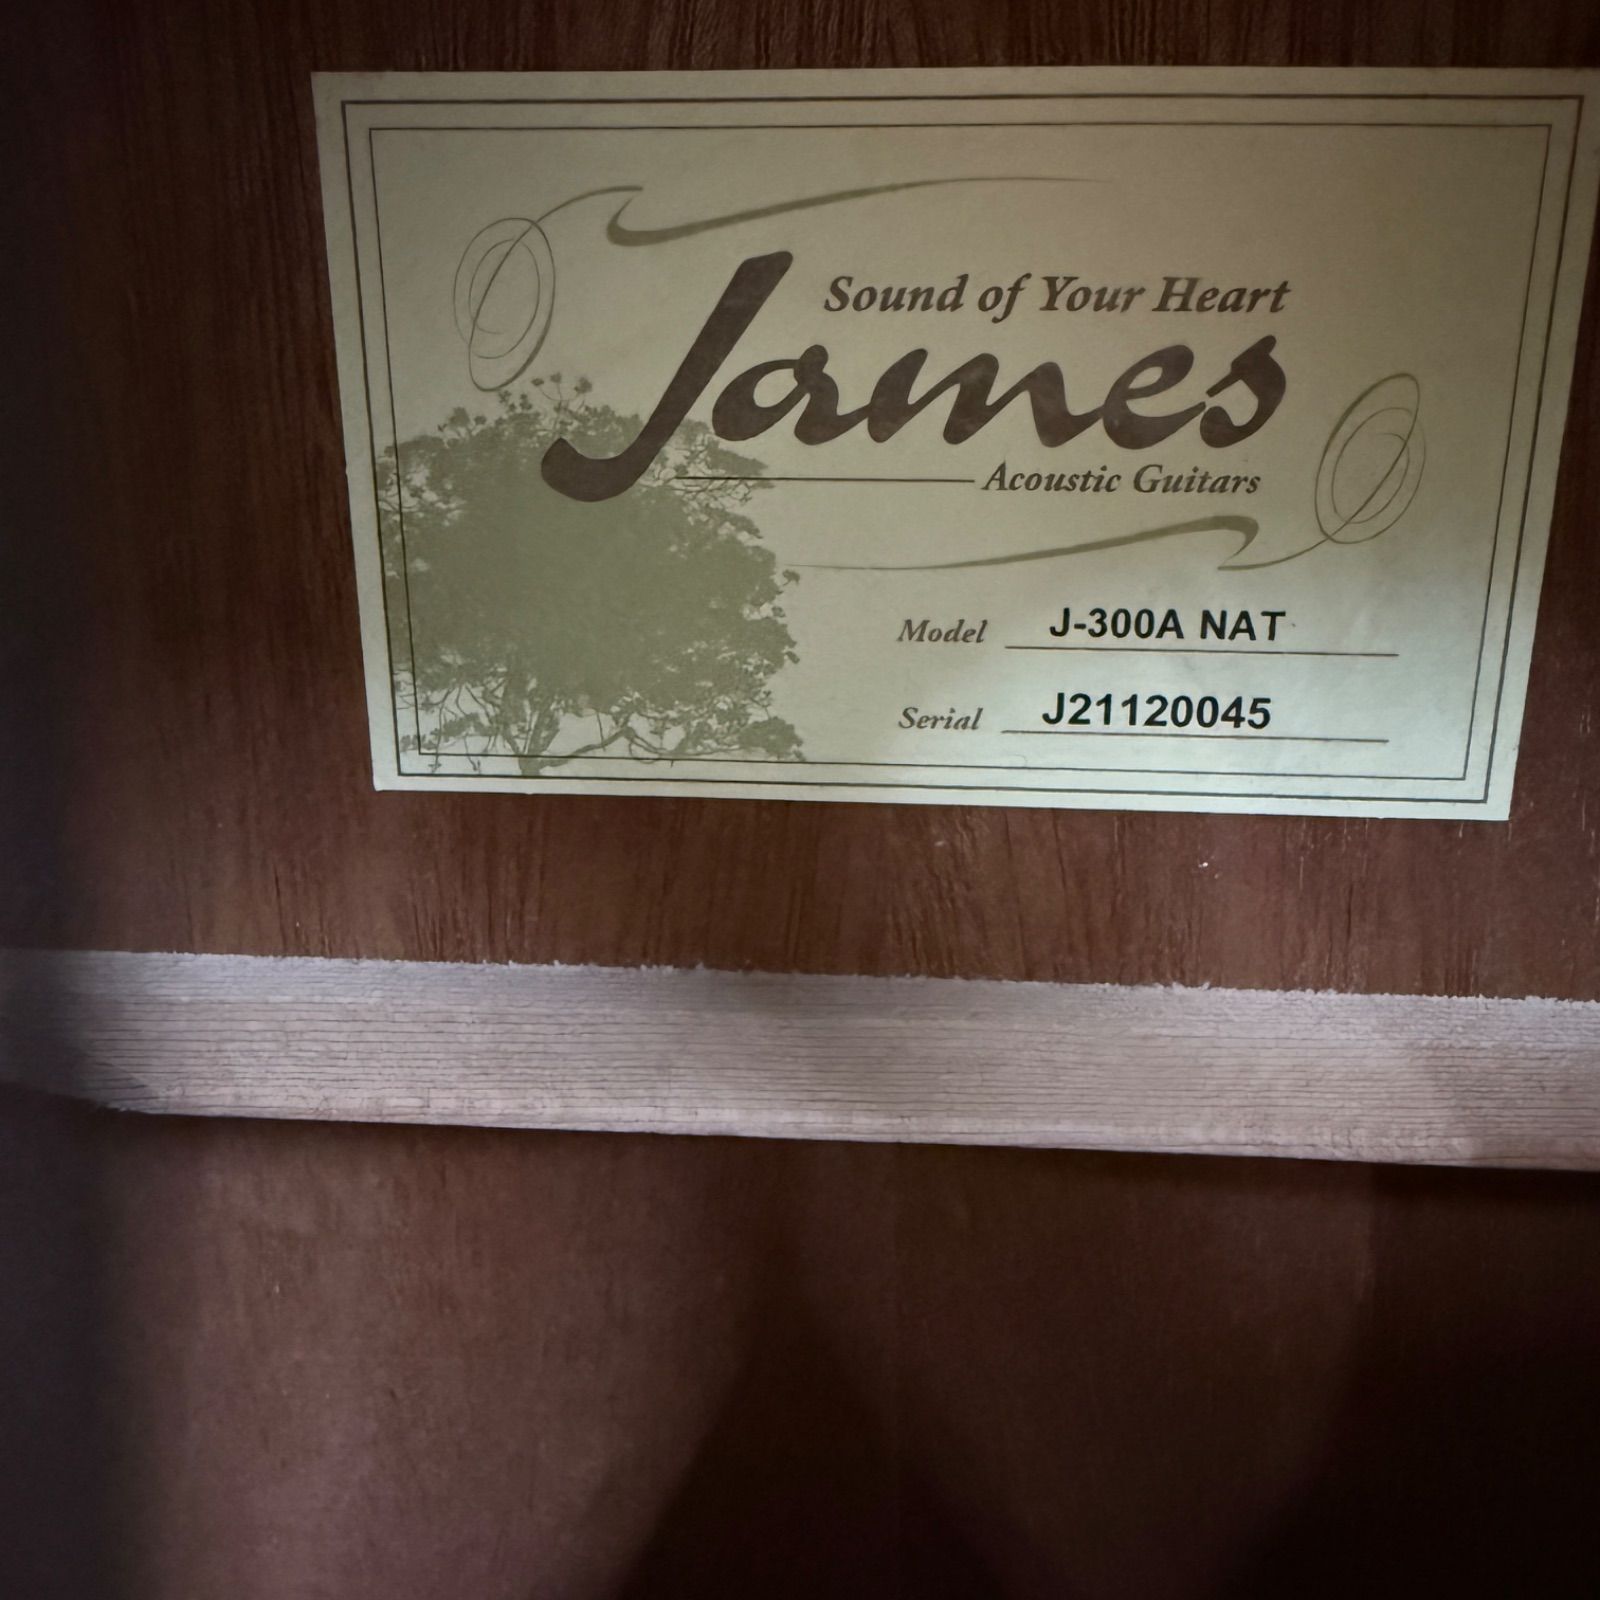 Sound of Your Heart
James
Acoustic Guitars
Model J-300A NAT
Serial J21120045